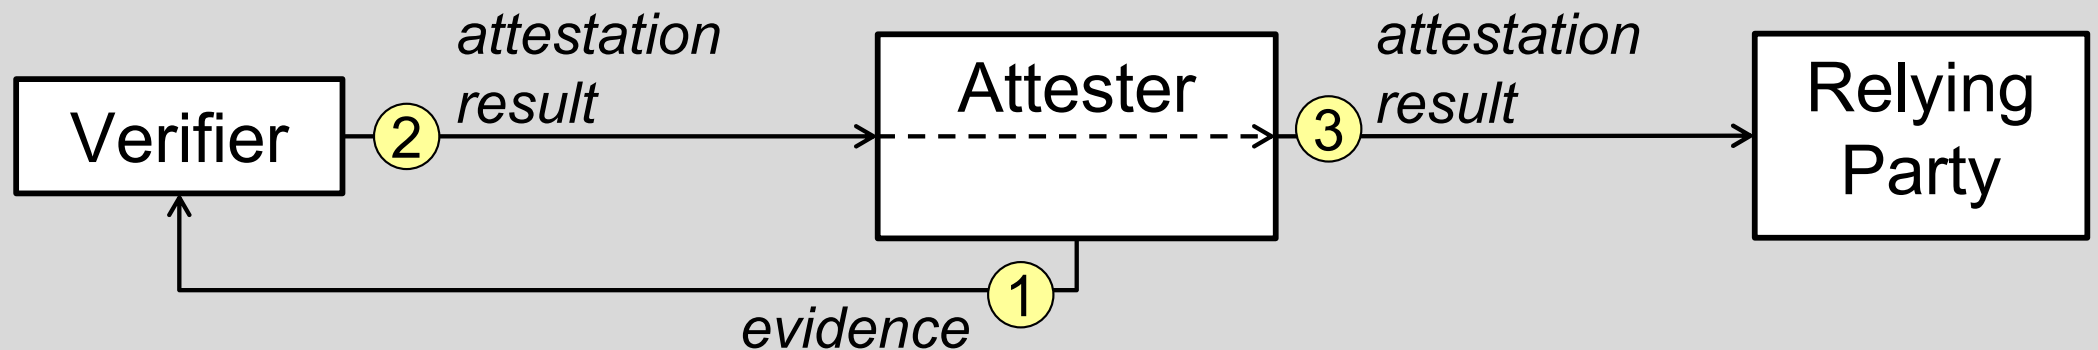 Verifier
2
attestation
result
Attester
3
attestation
result
Relying
Party
1
evidence